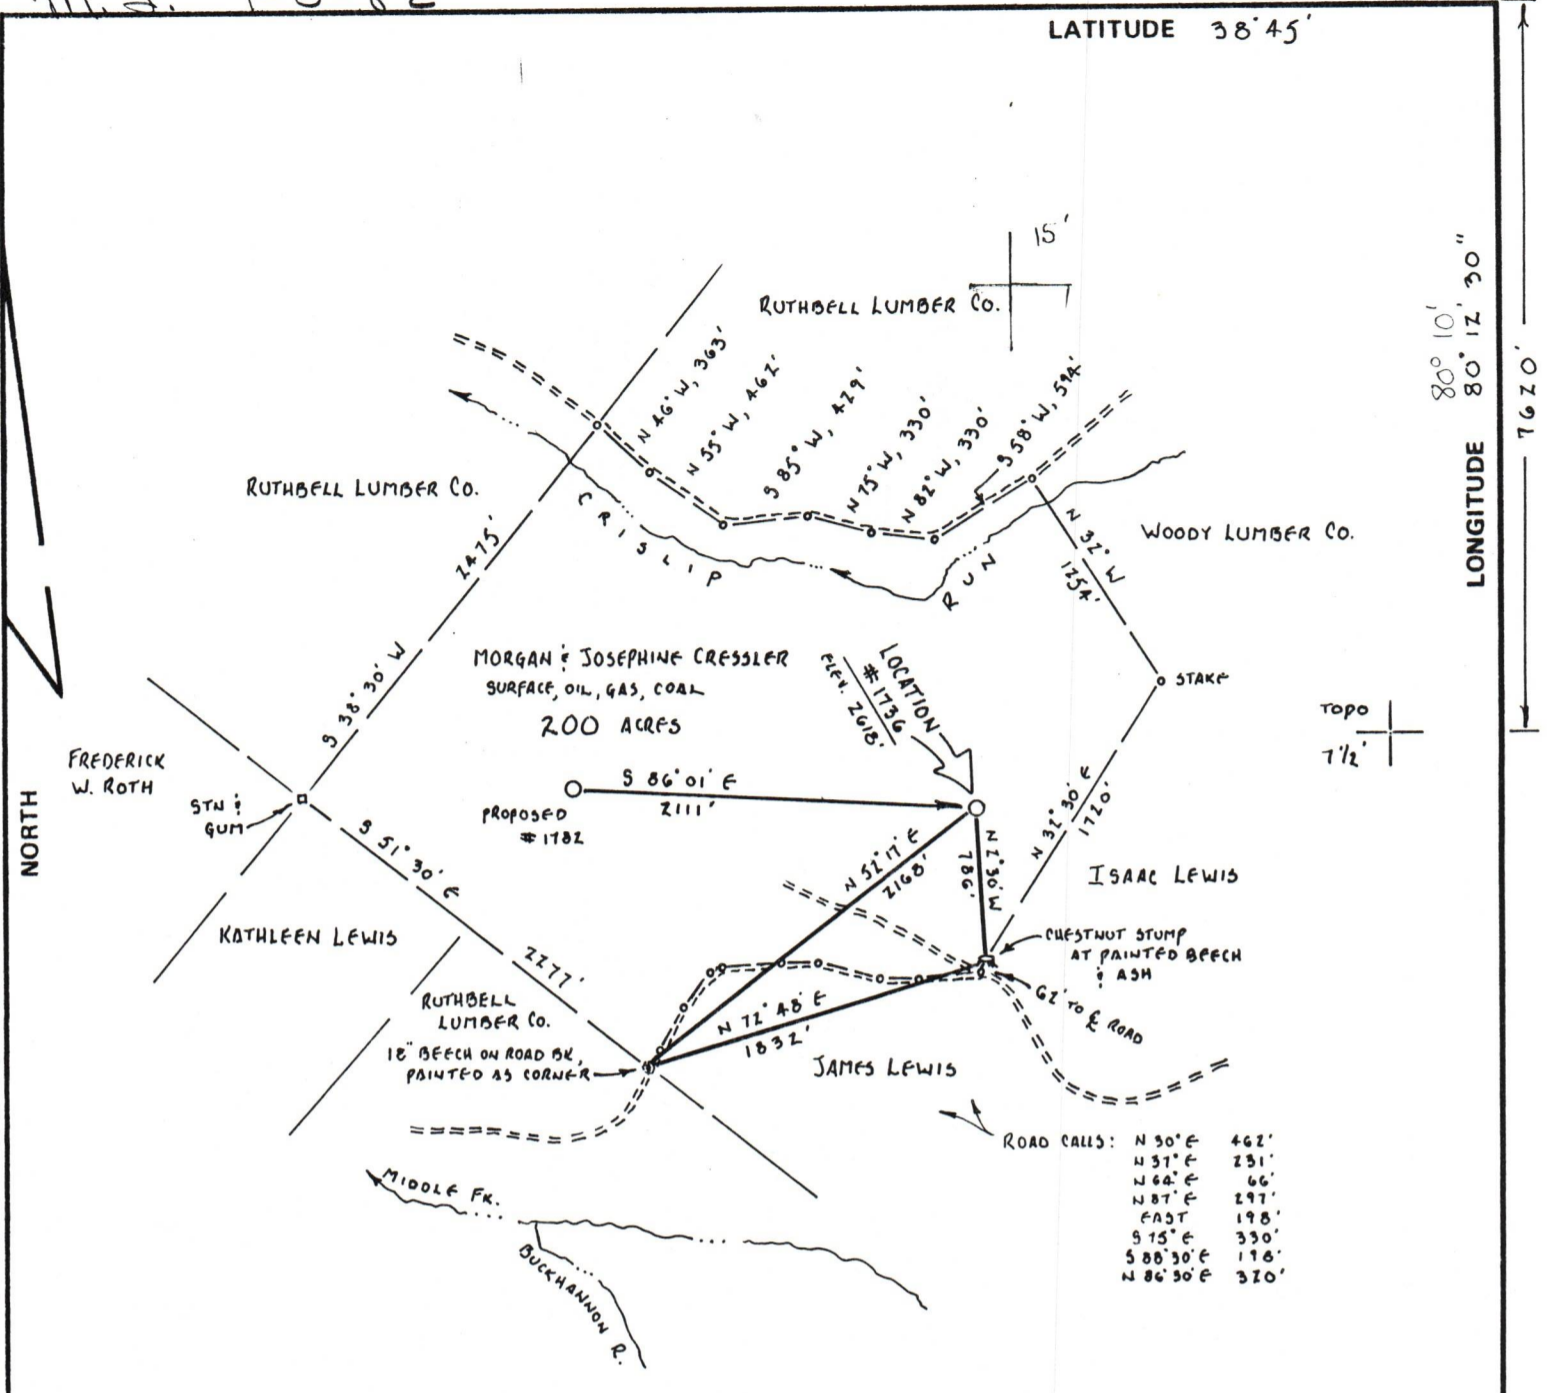 LATITUDE 38°45'
15'
RUTHBELL LUMBER CO.
80° 10'
LONGITUDE 80° 12' 30"
7620'
N 46° W, 363'
N 55° W, 462'
S 85° W, 429'
N 75° W, 330'
N 82° W, 330'
S 58° W, 594'
RUTHBELL LUMBER CO.
CRISLIP RUN
WOODY LUMBER CO.
N 32° W
1254'
2475'
S 38° 30' W
MORGAN & JOSEPHINE CRESSLER
SURFACE, OIL, GAS, COAL
200 ACRES
LOCATION
#1736
ELEV. 2618'
STAKE
TOPO
7 1/2'
FREDERICK
W. ROTH
NORTH
STN &
GUM
S 86° 01' E
2111'
PROPOSED
#1782
S 51° 30' E
2277'
N 52° 17' E
2168'
N 2° 30' W
786'
N 32° 30' E
1720'
ISAAC LEWIS
KATHLEEN LEWIS
CHESTNUT STUMP
AT PAINTED BEECH
& ASH
62' TO ℄ ROAD
RUTHBELL
LUMBER CO.
N 72° 48' E
1832'
18" BEECH ON ROAD BK,
PAINTED AS CORNER
JAMES LEWIS
ROAD CALLS: N 30° E 462'
N 37° E 231'
N 64° E 66'
N 87° E 297'
EAST 198'
S 75° E 330'
S 88° 30' E 198'
N 86° 30' E 320'
MIDDLE FK.
BUCKHANNON R.